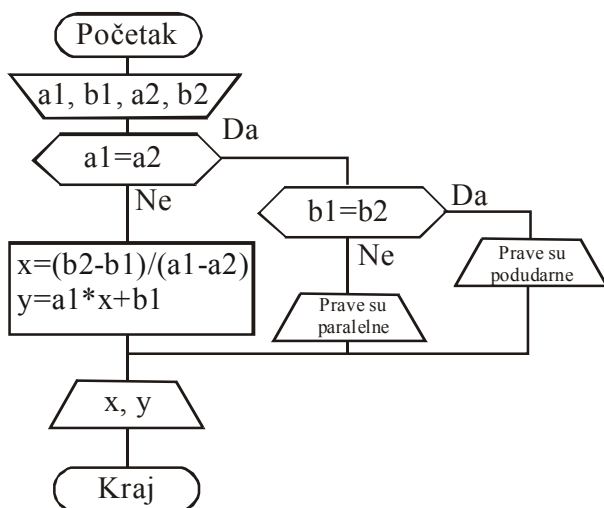 Početak
a1, b1, a2, b2
a1=a2
Da
Ne
b1=b2
Da
Ne
x=(b2-b1)/(a1-a2)
y=a1*x+b1
Prave su
podudarne
Prave su
paralelne
x, y
Kraj